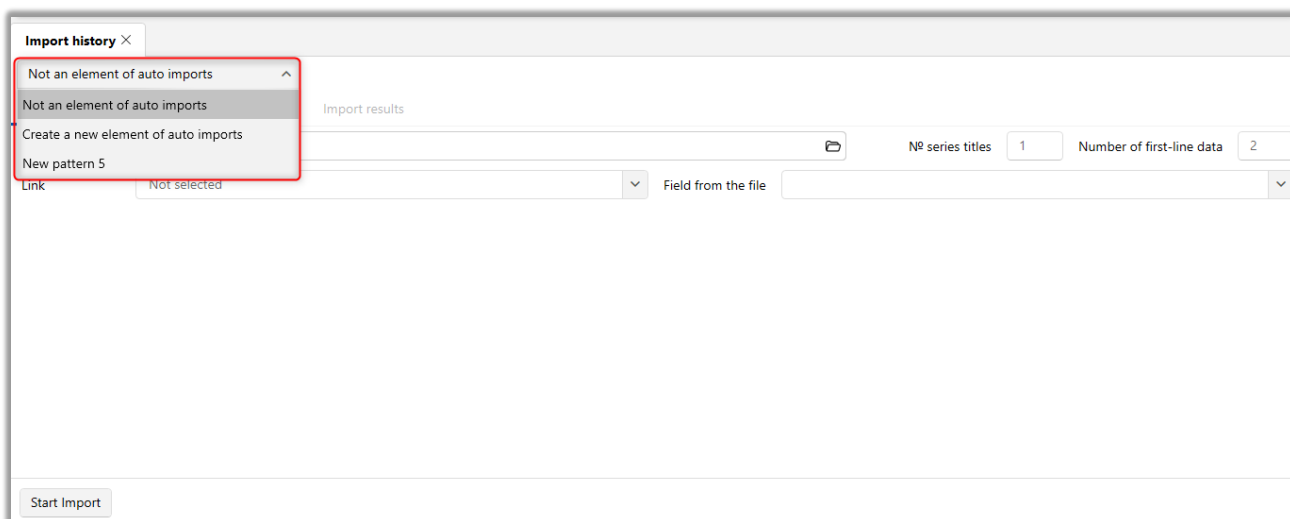 Import history
Not an element of auto imports
Not an element of auto imports
Import results
Create a new element of auto imports
Nº series titles 1 Number of first-line data 2
New pattern 5
Link Not selected Field from the file
Start Import